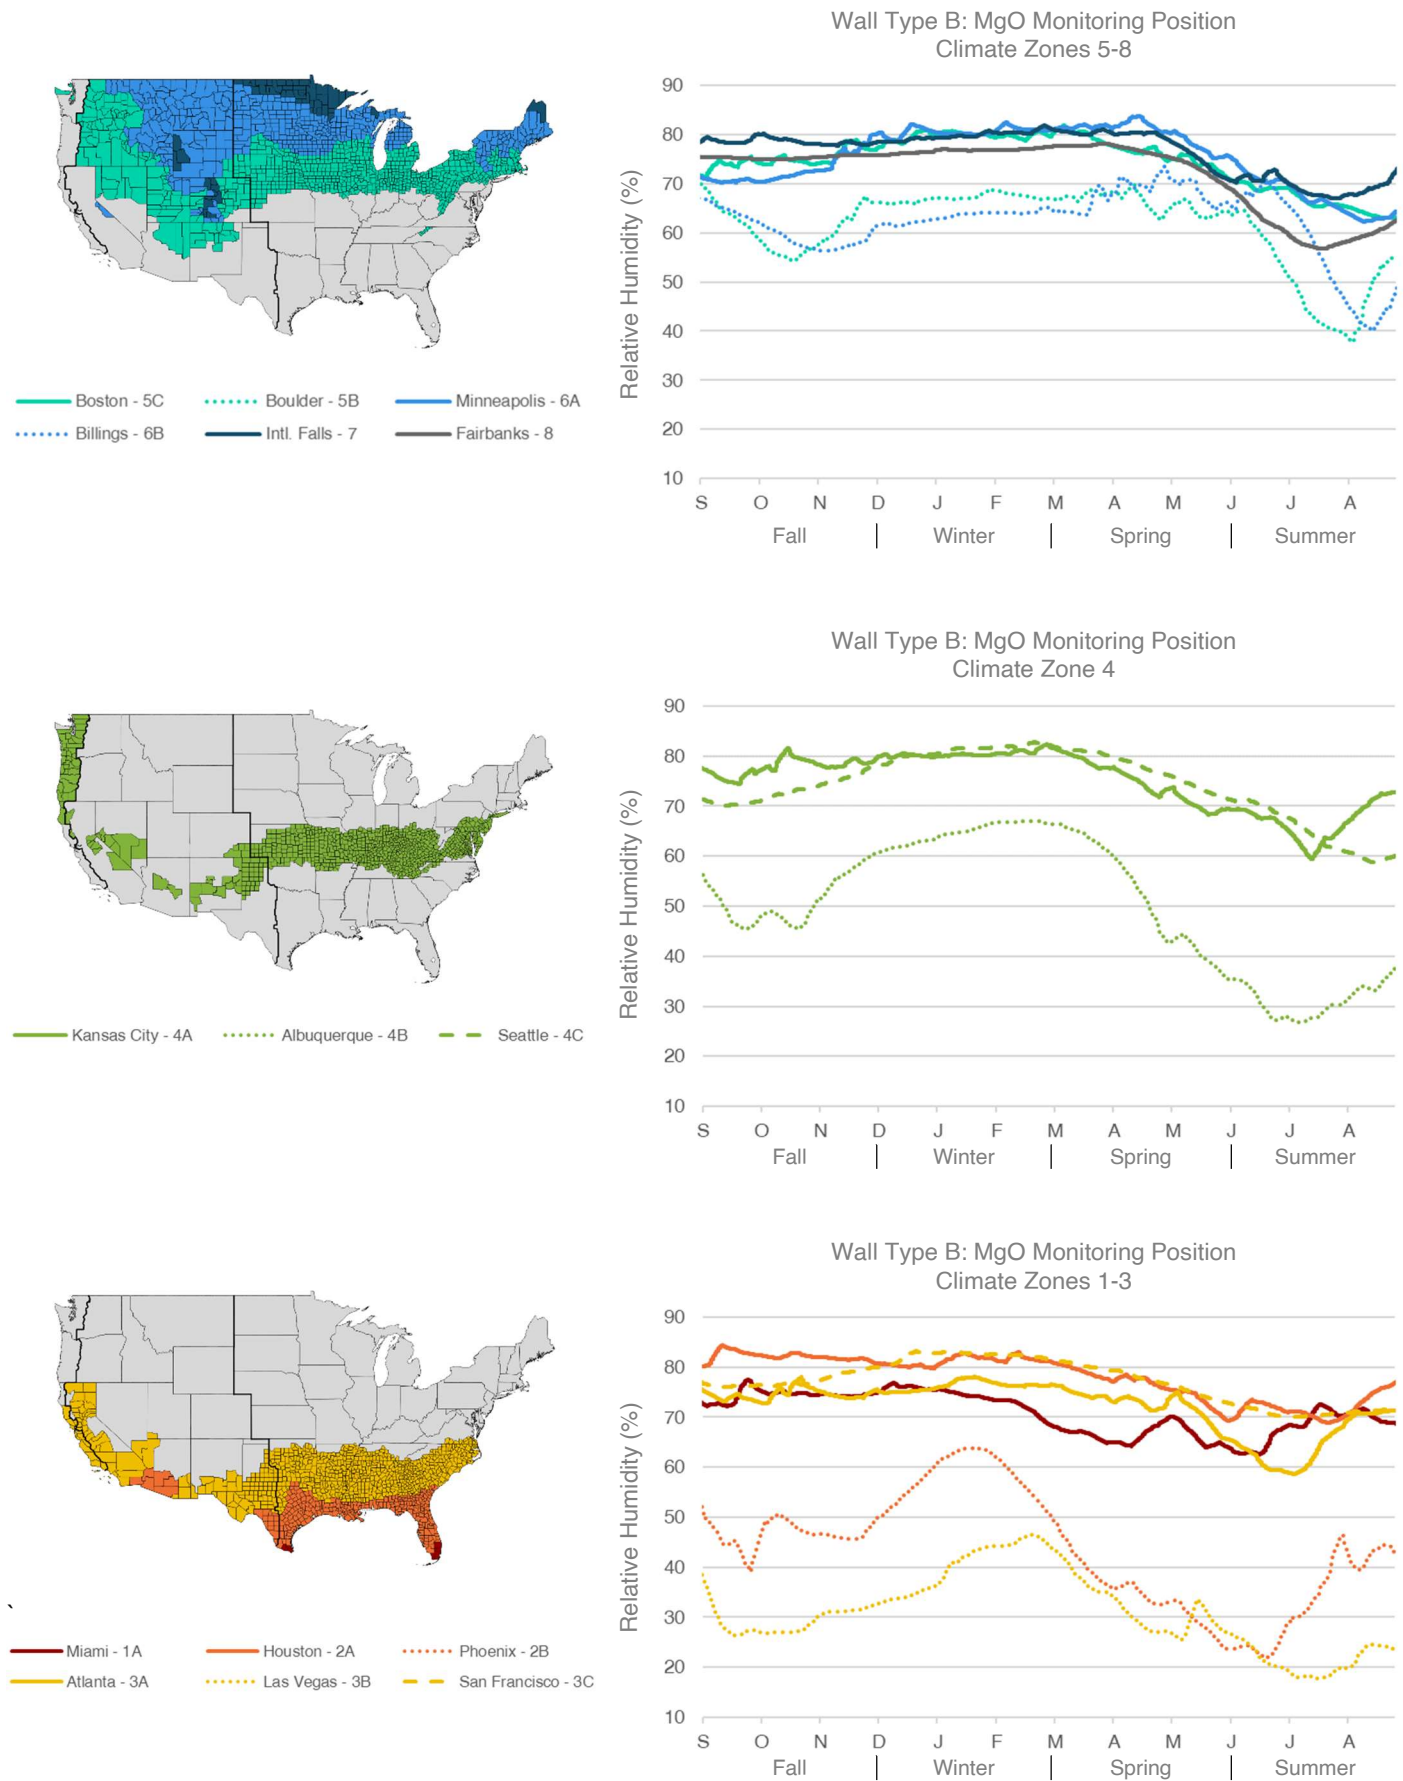 Wall Type B: MgO Monitoring Position
Climate Zones 5-8
Relative Humidity (%)
90
80
70
60
50
40
30
20
10
S O N D J F M A M J J A
Fall | Winter | Spring | Summer
Boston - 5C Boulder - 5B Minneapolis - 6A
Billings - 6B Intl. Falls - 7 Fairbanks - 8
Wall Type B: MgO Monitoring Position
Climate Zone 4
Relative Humidity (%)
90
80
70
60
50
40
30
20
10
S O N D J F M A M J J A
Fall | Winter | Spring | Summer
Kansas City - 4A Albuquerque - 4B Seattle - 4C
Wall Type B: MgO Monitoring Position
Climate Zones 1-3
Relative Humidity (%)
90
80
70
60
50
40
30
20
10
S O N D J F M A M J J A
Fall | Winter | Spring | Summer
`
Miami - 1A Houston - 2A Phoenix - 2B
Atlanta - 3A Las Vegas - 3B San Francisco - 3C